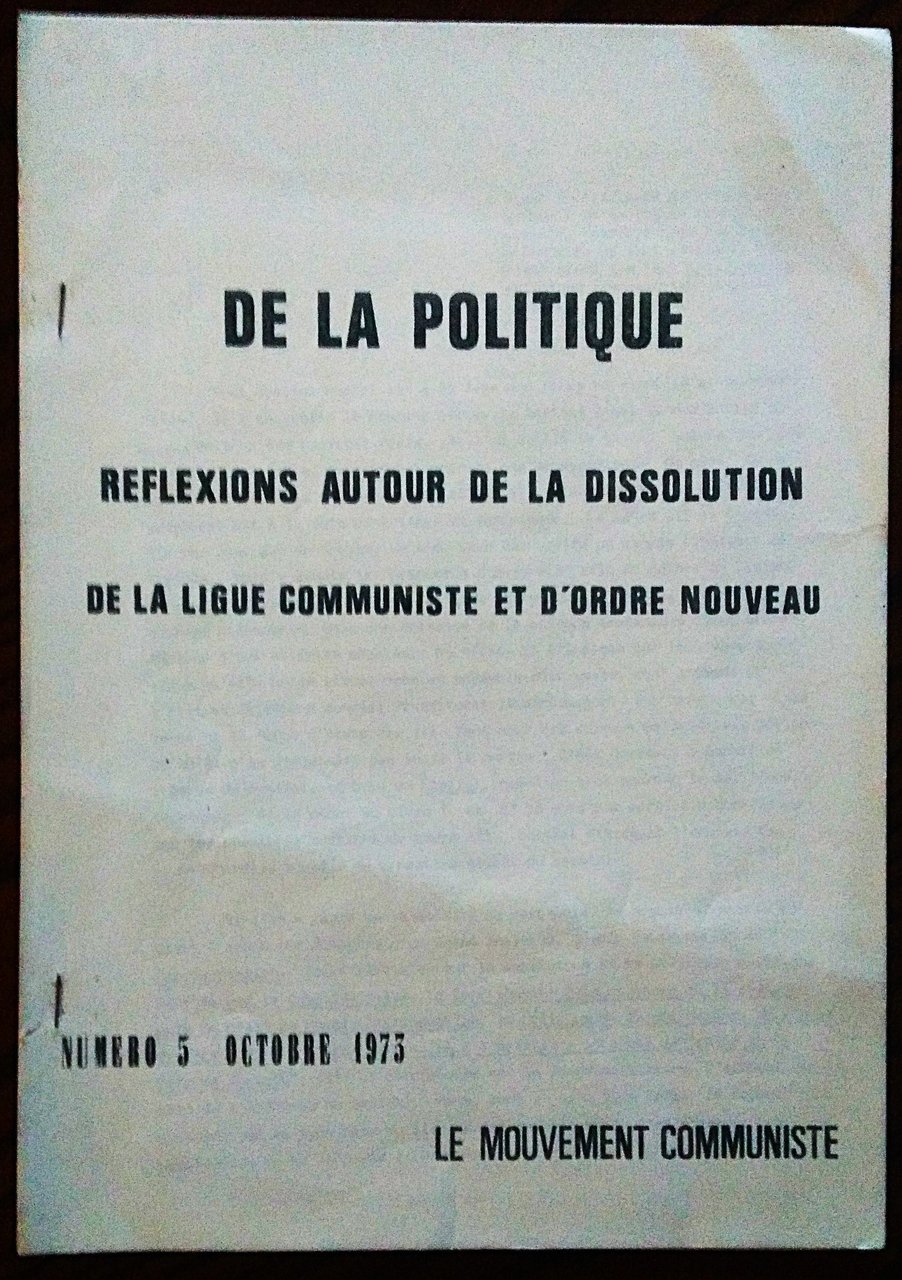 DE LA POLITIQUE
REFLEXIONS AUTOUR DE LA DISSOLUTION
DE LA LIGUE COMMUNISTE ET D'ORDRE NOUVEAU
NUMERO 5 OCTOBRE 1973
LE MOUVEMENT COMMUNISTE